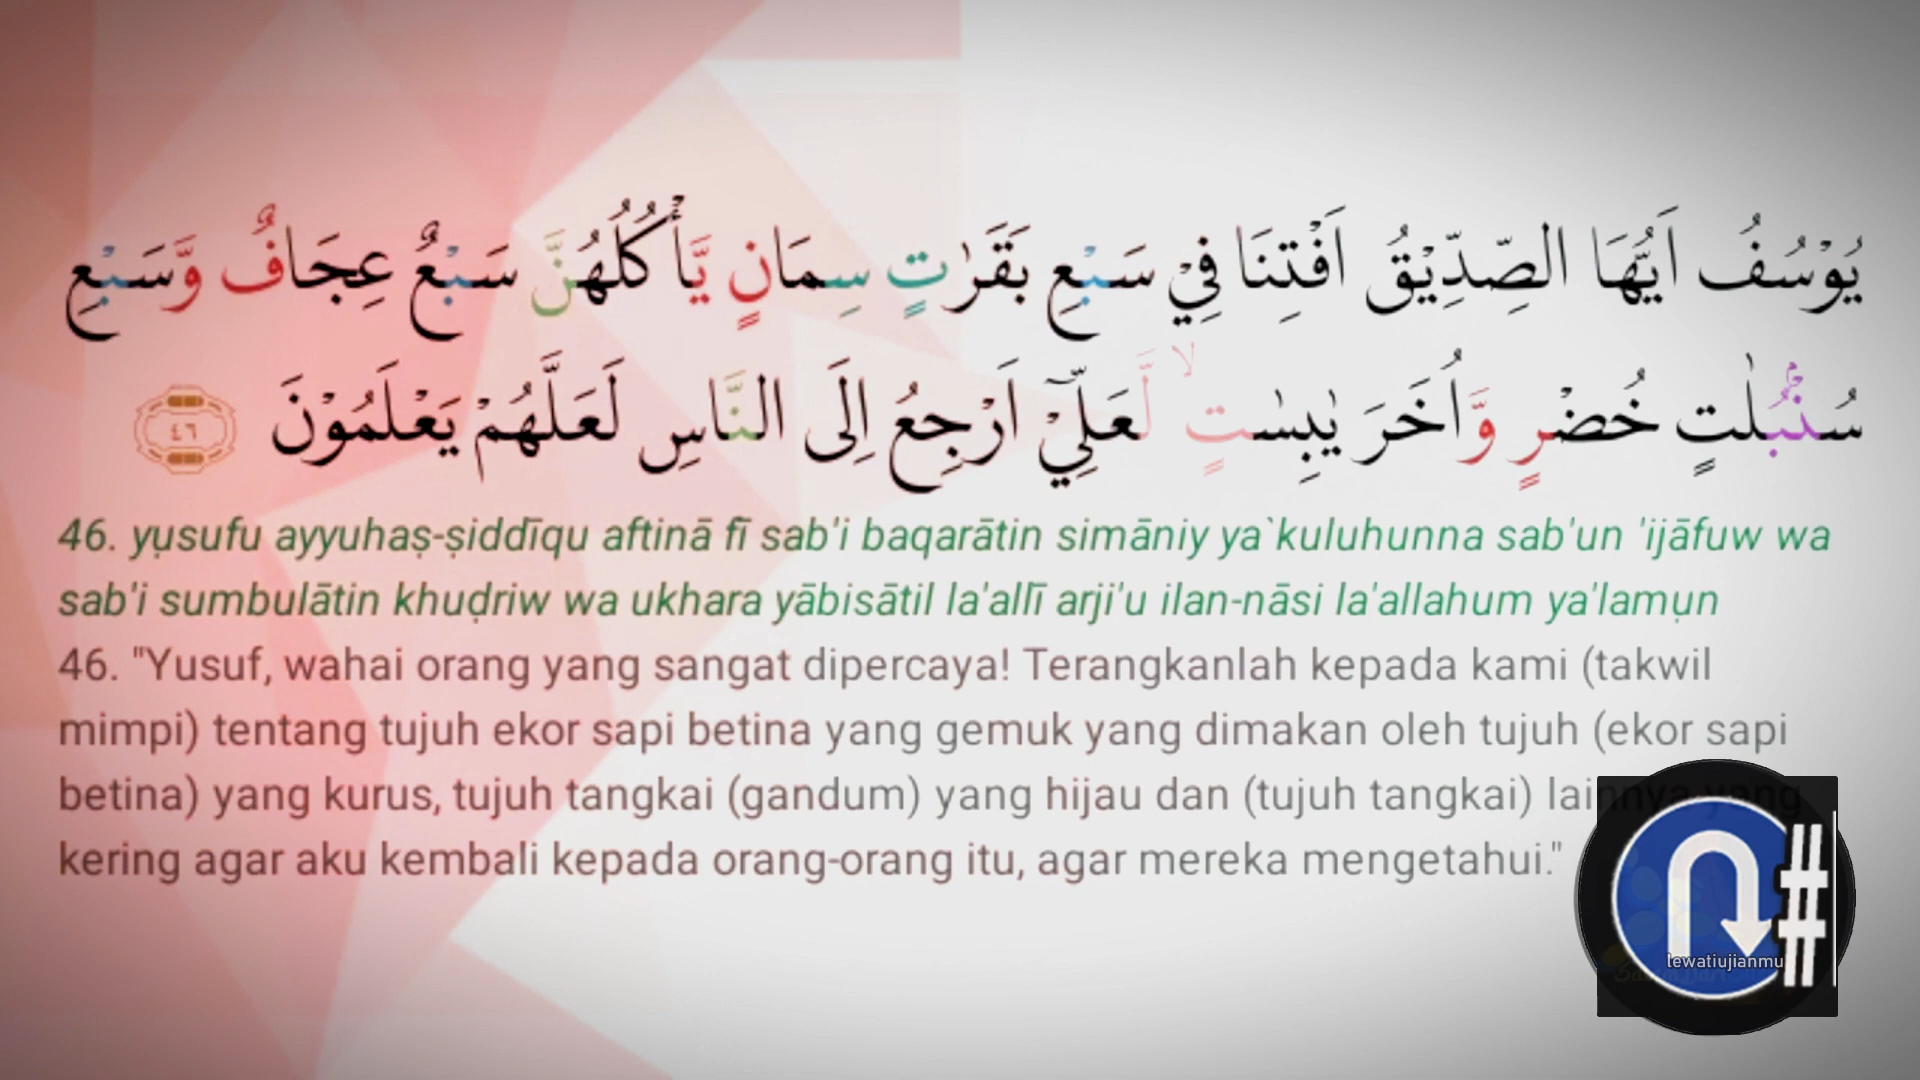 يُوْسُفُ اَيُّهَا الصِّدِّيْقُ اَفْتِنَا فِيْ سَبْعِ بَقَرٰتٍ سِمَانٍ يَّأْكُلُهُنَّ سَبْعٌ عِجَافٌ وَّسَبْعِ
سُنْۢبُلٰتٍ خُضْرٍ وَّاُخَرَ يٰبِسٰتٍۙ لَّعَلِّيْٓ اَرْجِعُ اِلَى النَّاسِ لَعَلَّهُمْ يَعْلَمُوْنَ ٤٦
46. yụsufu ayyuhaṣ-ṣiddīqu aftinā fī sab'i baqarātin simāniy ya`kuluhunna sab'un 'ijāfuw wa
sab'i sumbulātin khuḍriw wa ukhara yābisātil la'allī arji'u ilan-nāsi la'allahum ya'lamụn
46. "Yusuf, wahai orang yang sangat dipercaya! Terangkanlah kepada kami (takwil
mimpi) tentang tujuh ekor sapi betina yang gemuk yang dimakan oleh tujuh (ekor sapi
betina) yang kurus, tujuh tangkai (gandum) yang hijau dan (tujuh tangkai) lainnya yang
kering agar aku kembali kepada orang-orang itu, agar mereka mengetahui."
#
lewatiujianmu